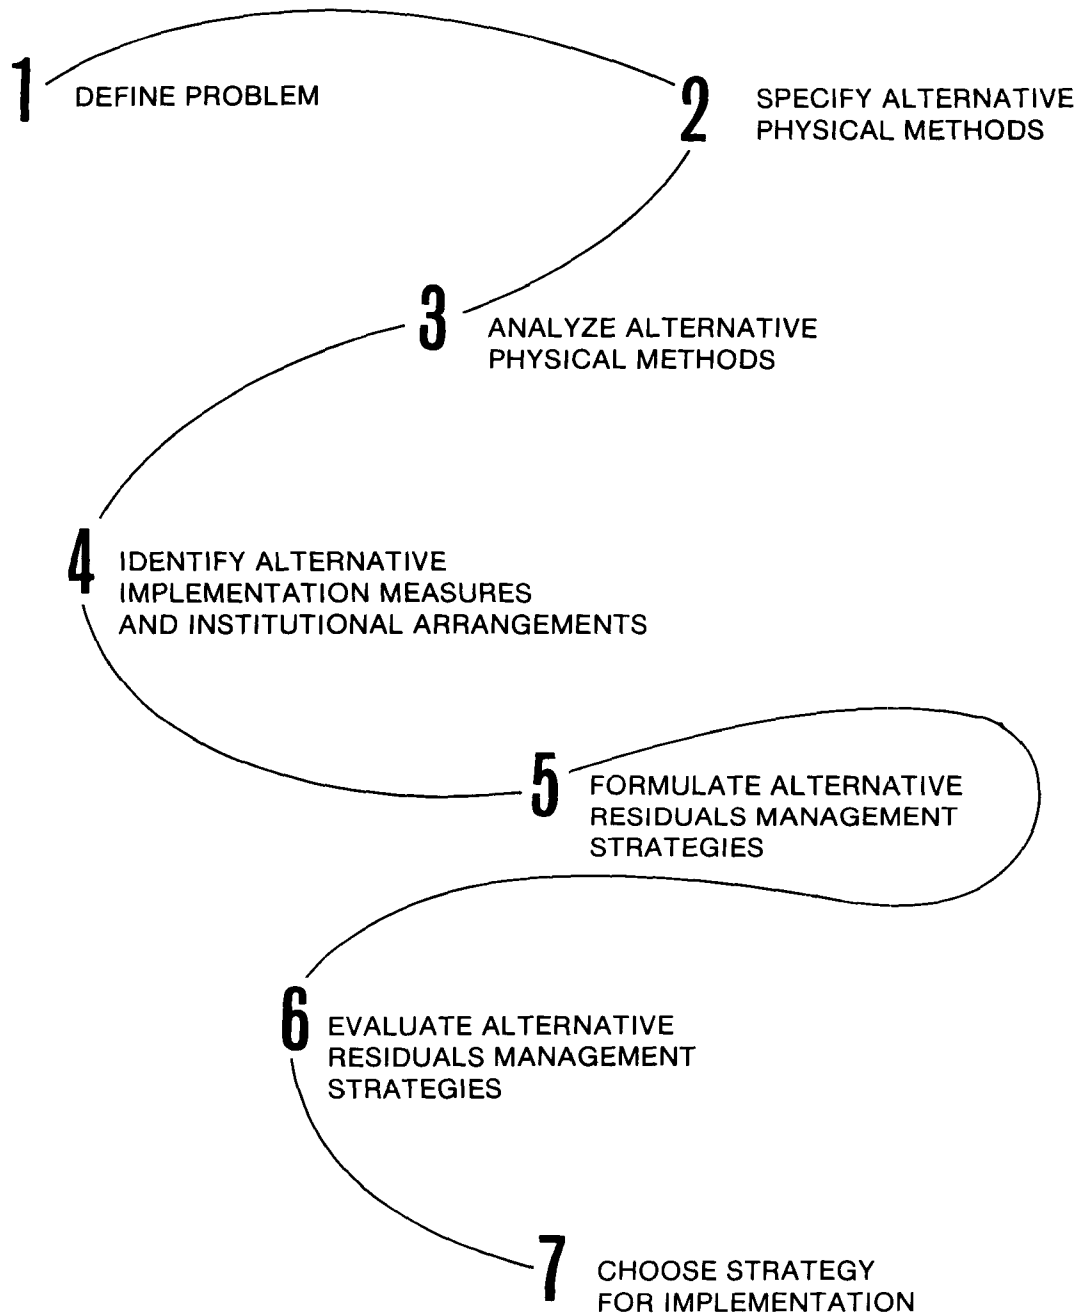 1 DEFINE PROBLEM
2 SPECIFY ALTERNATIVE
PHYSICAL METHODS
3 ANALYZE ALTERNATIVE
PHYSICAL METHODS
4 IDENTIFY ALTERNATIVE
IMPLEMENTATION MEASURES
AND INSTITUTIONAL ARRANGEMENTS
5 FORMULATE ALTERNATIVE
RESIDUALS MANAGEMENT
STRATEGIES
6 EVALUATE ALTERNATIVE
RESIDUALS MANAGEMENT
STRATEGIES
7 CHOOSE STRATEGY
FOR IMPLEMENTATION